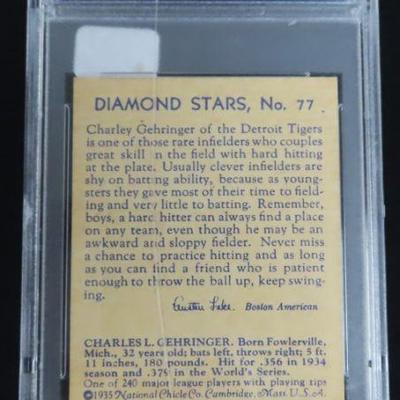 DIAMOND STARS, No. 77
Charley Gehringer of the Detroit Tigers
is one of those rare infielders who couples
great skill in the field with hard hitting
at the plate. Usually clever infielders are
shy on batting ability, because as young-
sters they gave most of their time to field-
ing and very little to batting. Remember,
boys, a hard hitter can always find a place
on any team, even though he may be an
awkward and sloppy fielder. Never miss
a chance to practice hitting and as long
as you can find a friend who is patient
enough to throw the ball up, keep swing-
ing.
Austen Lake Boston American
CHARLES L. GEHRINGER. Born Fowlerville,
Mich., 32 years old; bats left, throws right; 5 ft.
11 inches, 180 pounds. Hit for .356 in 1934
season and .379 in the World's Series.
One of 240 major league players with playing tips
©1935 National Chicle Co. Cambridge, Mass. U.S.A.